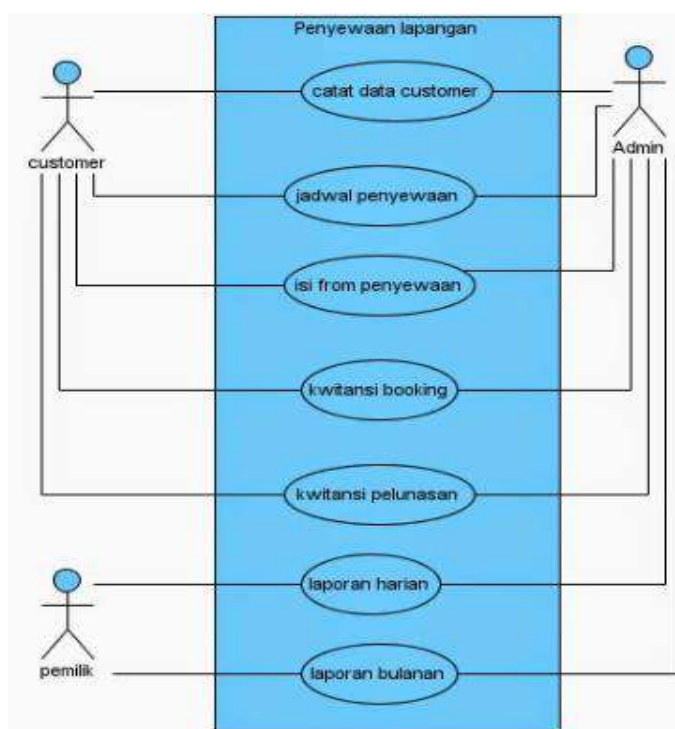 Penyewaan lapangan
catat data customer
customer
Admin
jadwal penyewaan
isi from penyewaan
kwitansi booking
kwitansi pelunasan
laporan harian
pemilik
laporan bulanan